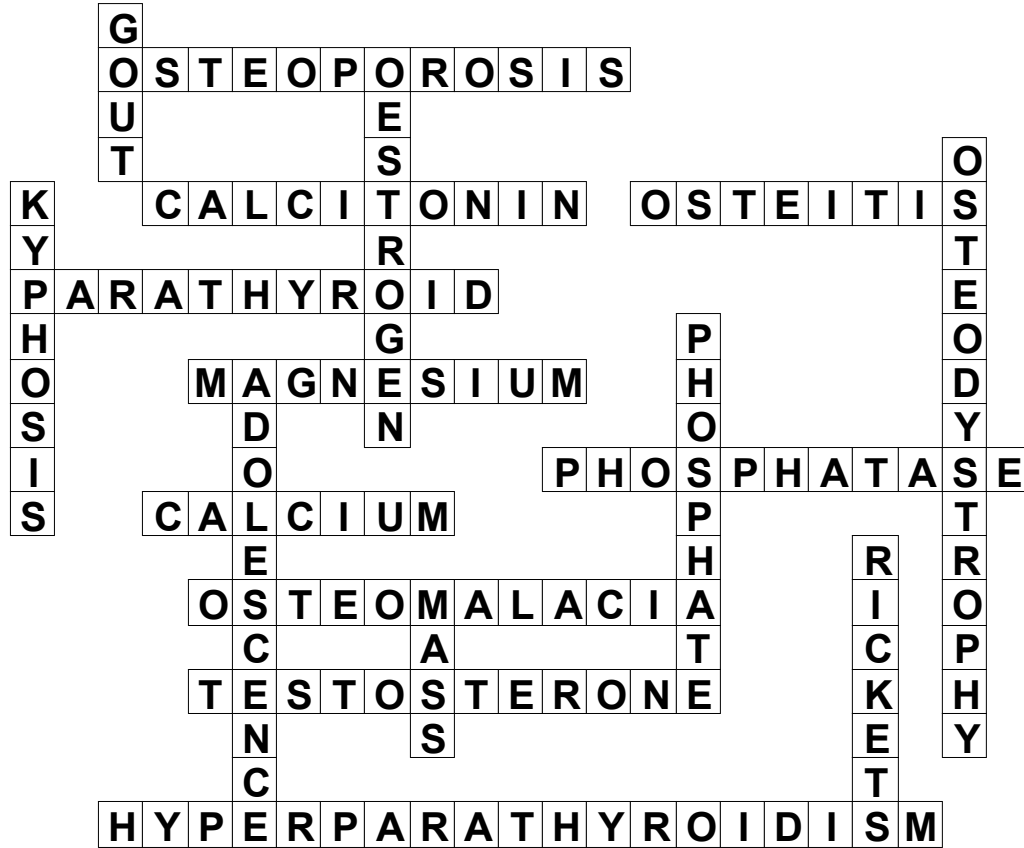 GOUT
OSTEOPOROSIS
OESTROGEN
OSTEODYSTROPHY
KYPHOSIS
CALCITONIN
OSTEITIS
PARATHYROID
PHOSPHATE
MAGNESIUM
ADOLESCENCE
PHOSPHATASE
CALCIUM
RICKETS
OSTEOMALACIA
MASS
TESTOSTERONE
HYPERPARATHYROIDISM